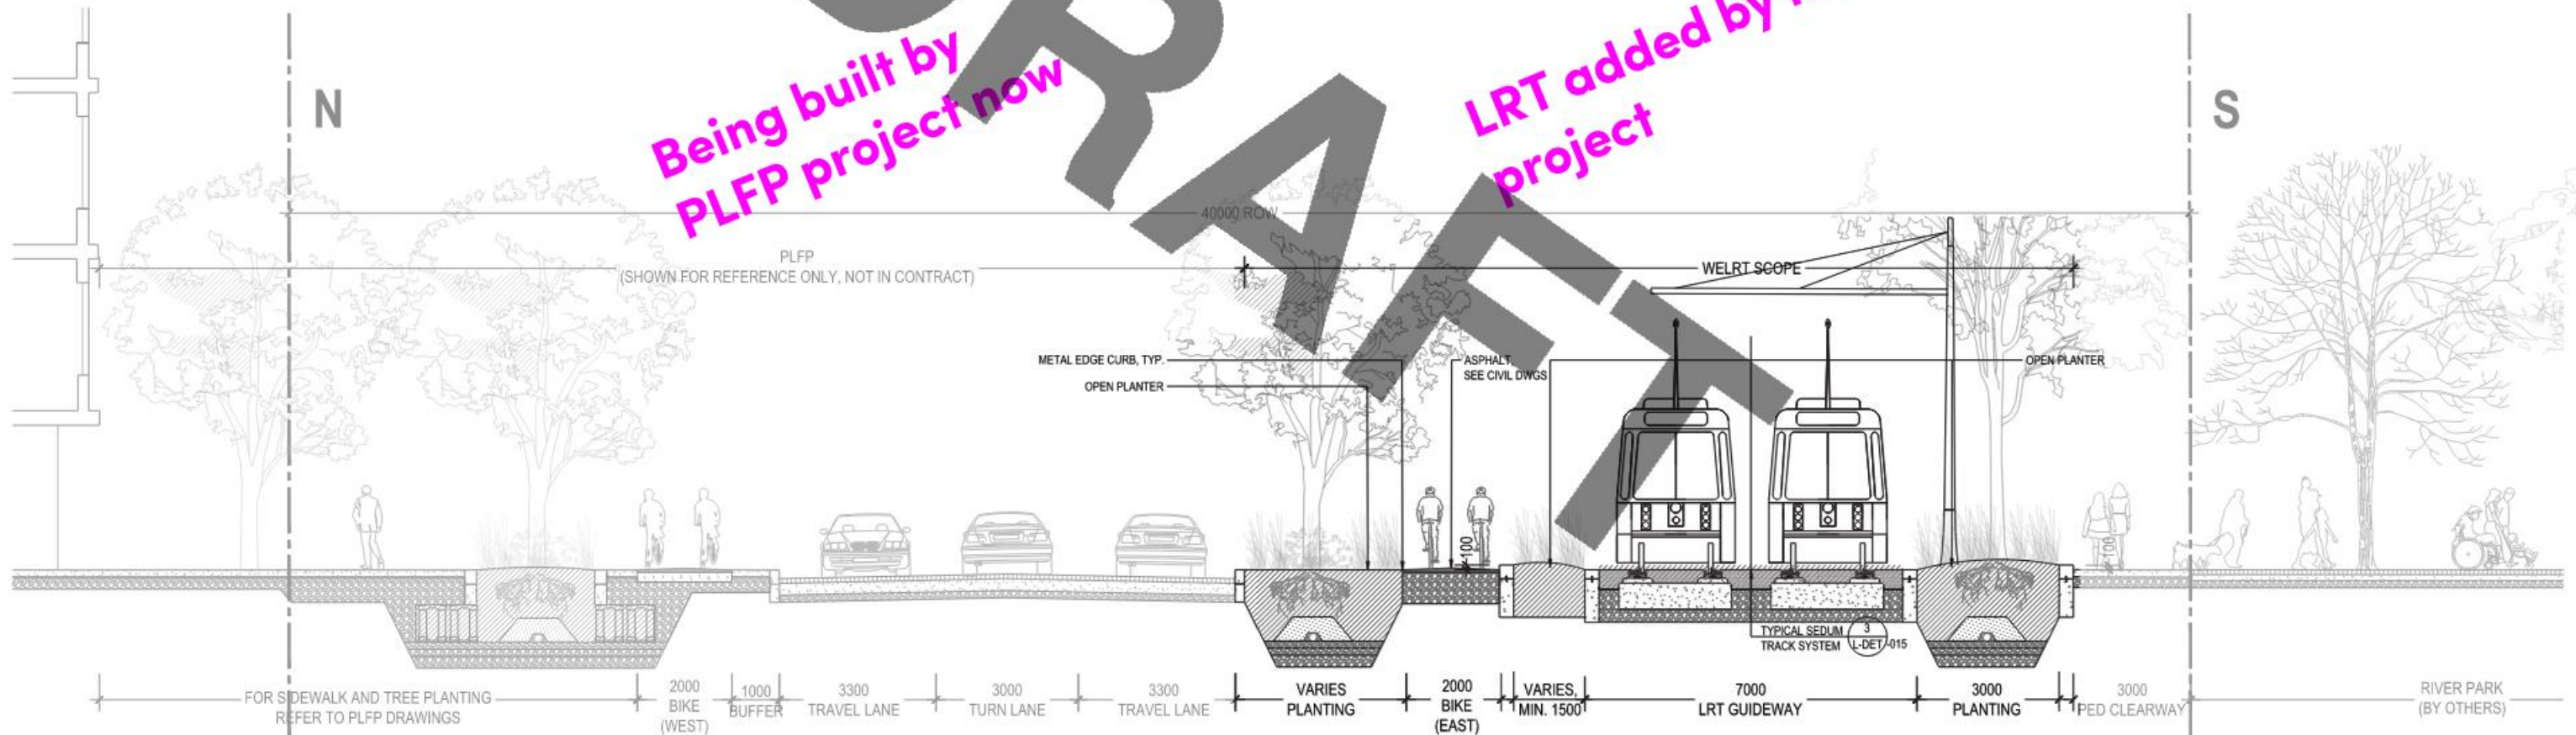 DRAFT
Being built by
PLFP project now
LRT added by
project
N
S
40000 ROW
PLFP
(SHOWN FOR REFERENCE ONLY, NOT IN CONTRACT)
WELRT SCOPE
METAL EDGE CURB, TYP.
OPEN PLANTER
ASPHALT.
SEE CIVIL DWGS
OPEN PLANTER
100
100
TYPICAL SEDUM
TRACK SYSTEM
3
L-DET -015
FOR SIDEWALK AND TREE PLANTING
REFER TO PLFP DRAWINGS
2000
BIKE
(WEST)
1000
BUFFER
3300
TRAVEL LANE
3000
TURN LANE
3300
TRAVEL LANE
VARIES
PLANTING
2000
BIKE
(EAST)
VARIES,
MIN. 1500
7000
LRT GUIDEWAY
3000
PLANTING
3000
PED CLEARWAY
RIVER PARK
(BY OTHERS)